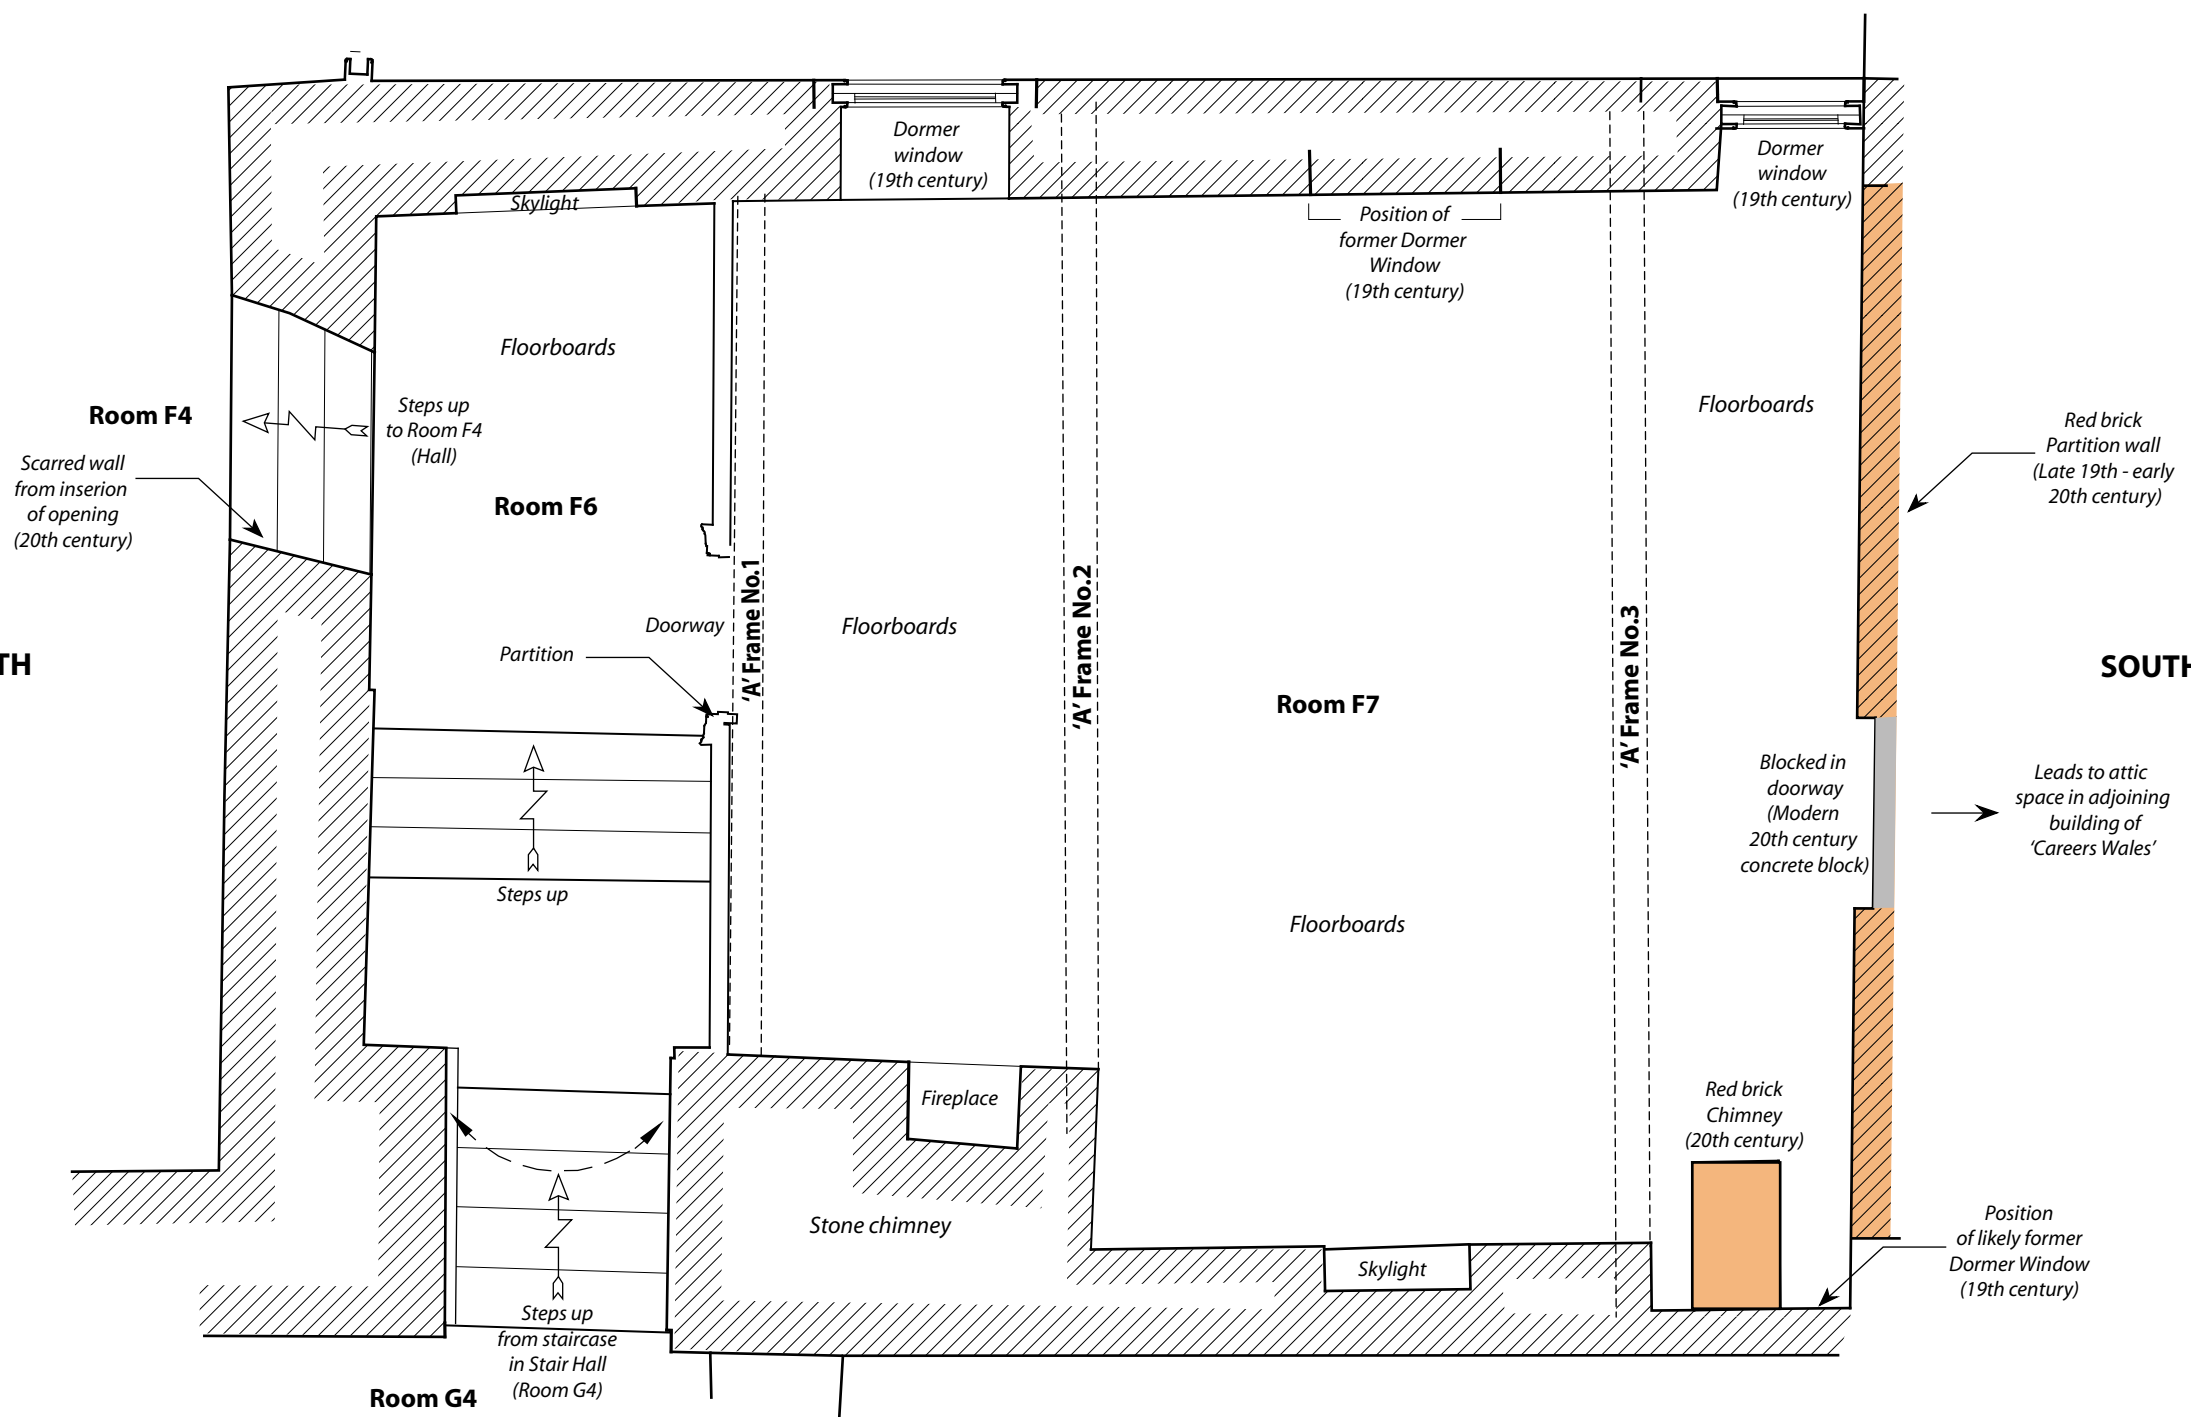 Dormer
window
(19th century)
Dormer
window
(19th century)
Skylight
Position of
former Dormer
Window
(19th century)
Floorboards
Floorboards
Room F4
Steps up
to Room F4
(Hall)
Red brick
Partition wall
(Late 19th - early
20th century)
Scarred wall
from inserion
of opening
(20th century)
Room F6
Doorway
Partition
'A' Frame No.1
Floorboards
'A' Frame No.2
'A' Frame No.3
TH
SOUTH
Room F7
Blocked in
doorway
(Modern
20th century
concrete block)
Leads to attic
space in adjoining
building of
‘Careers Wales’
Steps up
Floorboards
Fireplace
Red brick
Chimney
(20th century)
Stone chimney
Skylight
Position
of likely former
Dormer Window
(19th century)
Steps up
from staircase
in Stair Hall
(Room G4)
Room G4